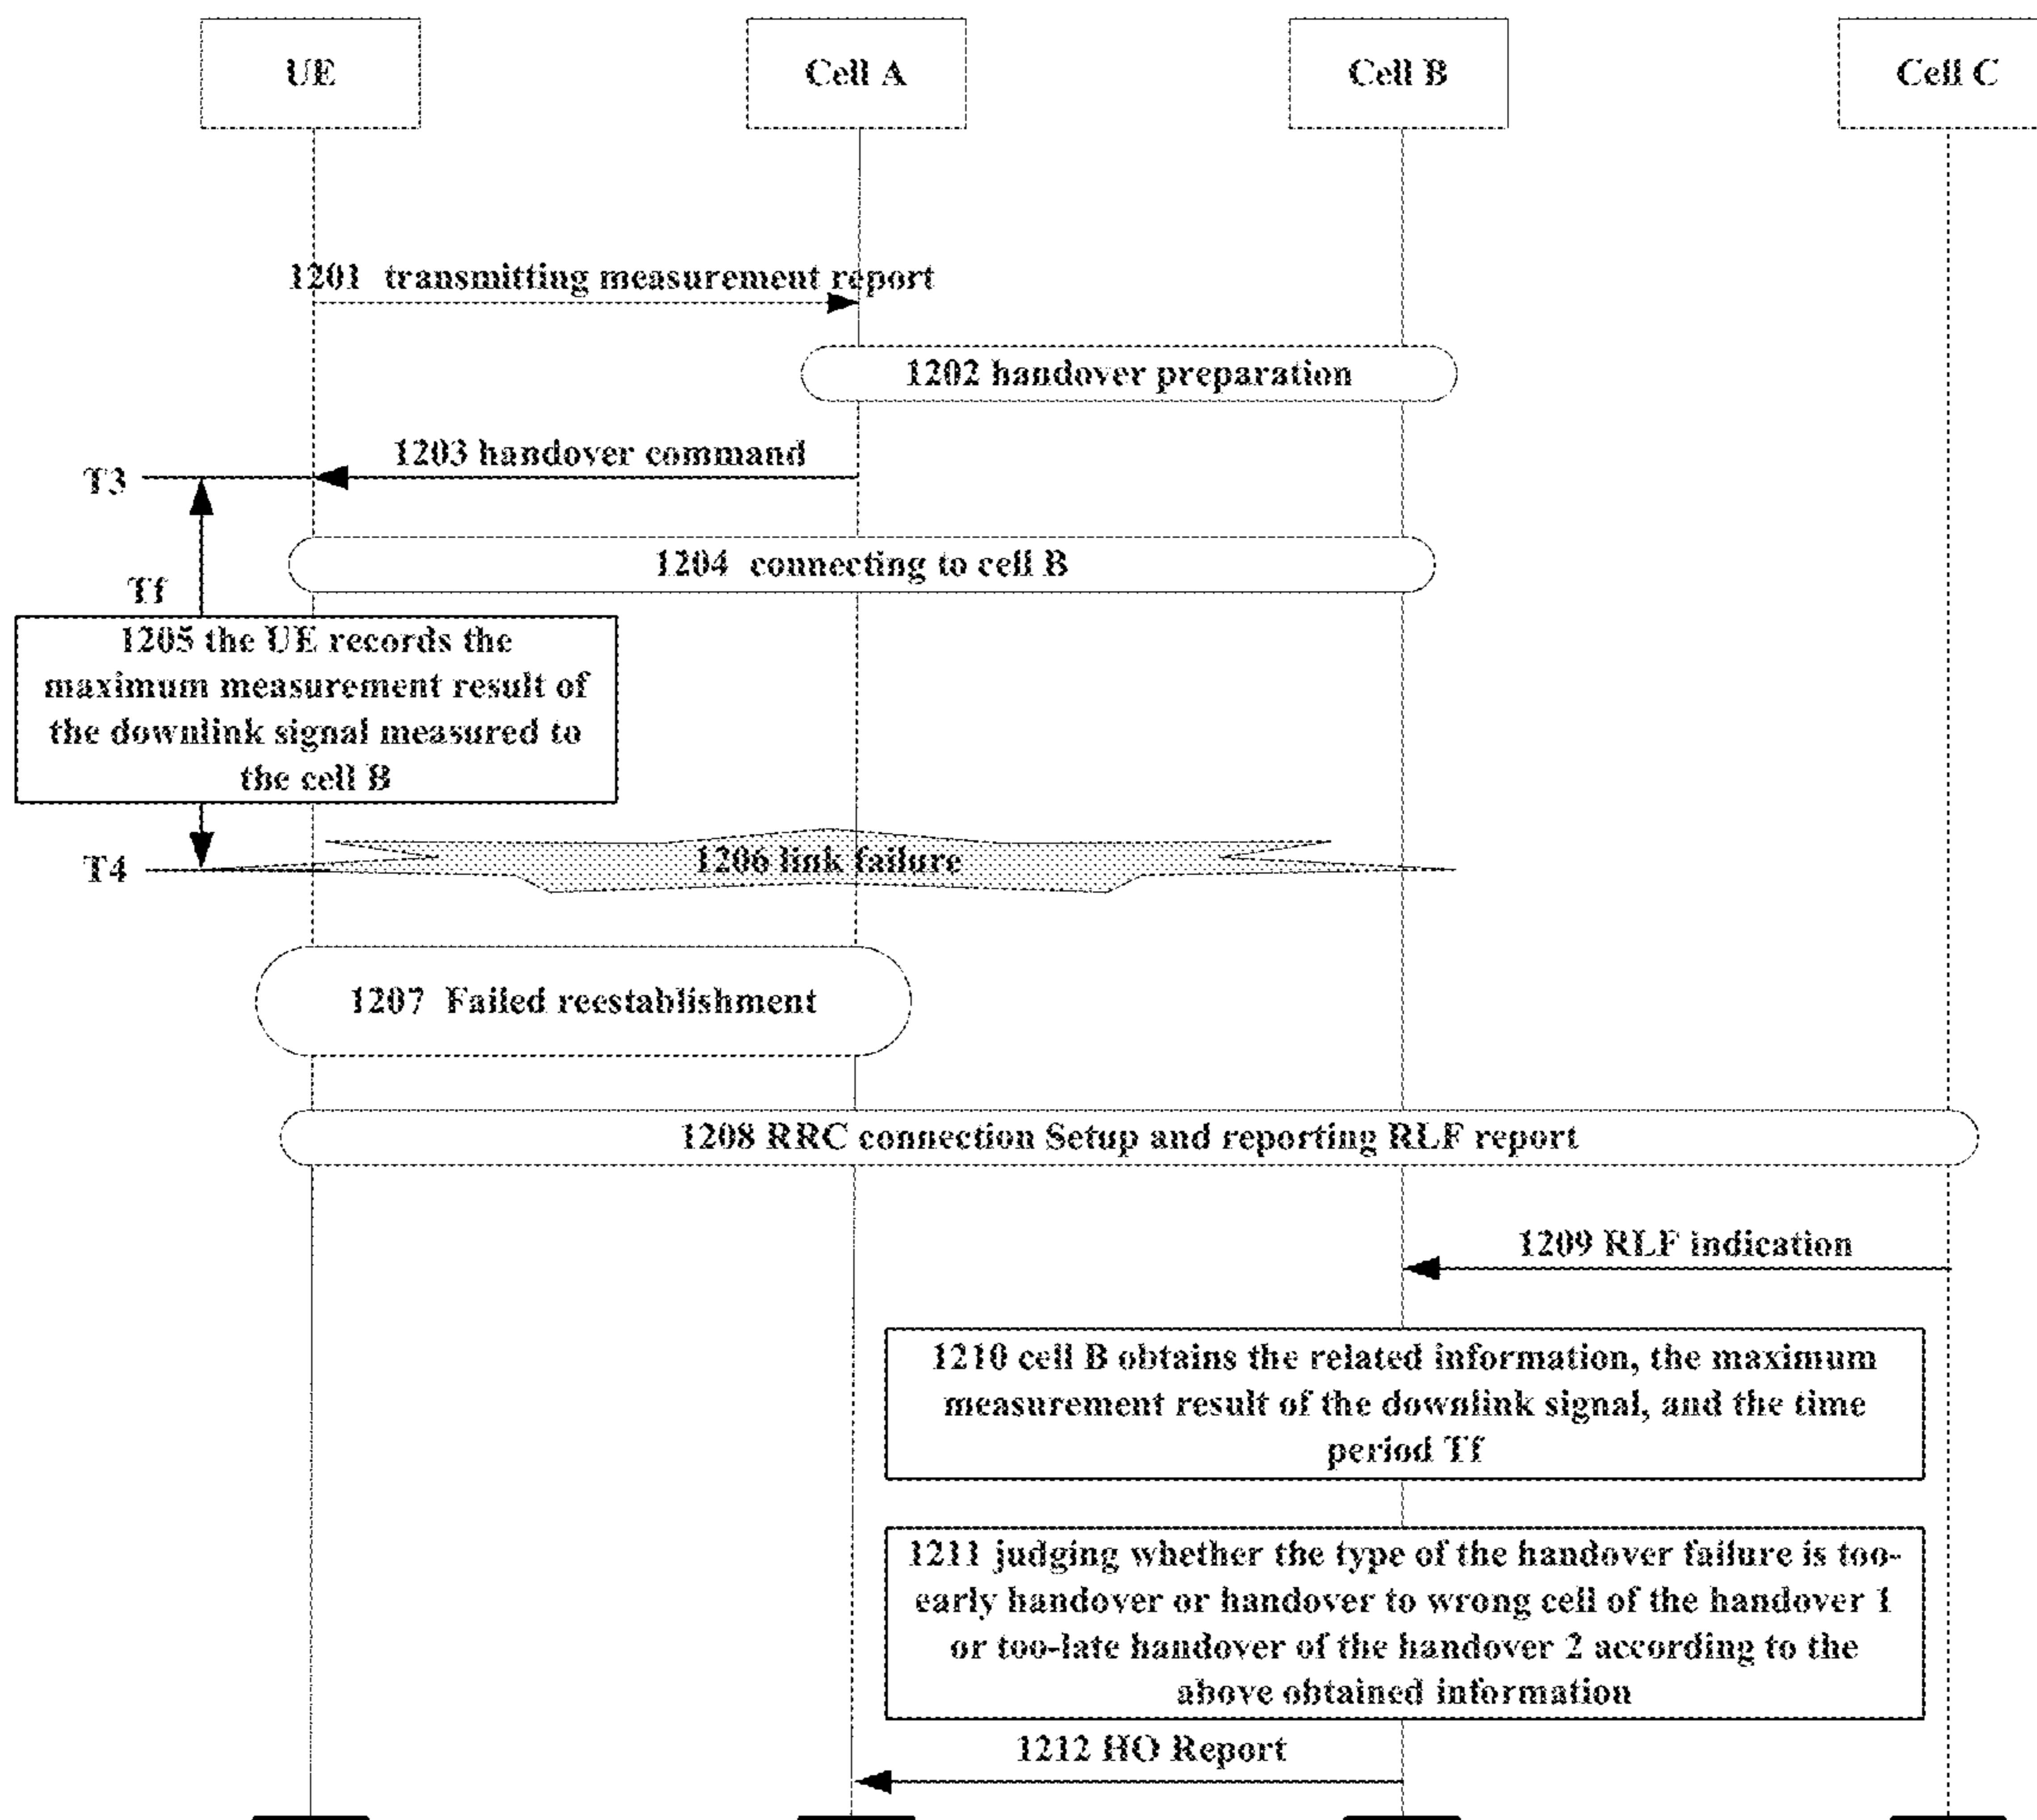 UE
Cell A
Cell B
Cell C
1201 transmitting measurement report
1202 handover preparation
1203 handover command
T3
1204 connecting to cell B
Tf
1205 the UE records the
maximum measurement result of
the downlink signal measured to
the cell B
1206 link failure
T4
1207 Failed reestablishment
1208 RRC connection Setup and reporting RLF report
1209 RLF indication
1210 cell B obtains the related information, the maximum
measurement result of the downlink signal, and the time
period Tf
1211 judging whether the type of the handover failure is too-
early handover or handover to wrong cell of the handover 1
or too-late handover of the handover 2 according to the
above obtained information
1212 HO Report